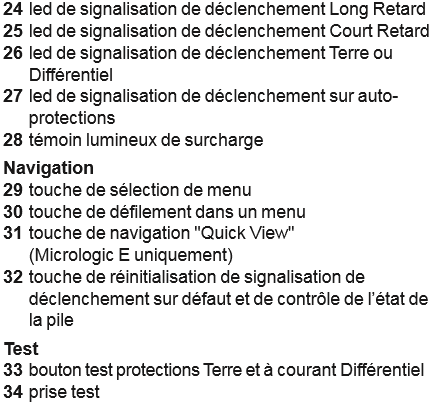 24 led de signalisation de déclenchement Long Retard
25 led de signalisation de déclenchement Court Retard
26 led de signalisation de déclenchement Terre ou
Différentiel
27 led de signalisation de déclenchement sur auto-
protections
28 témoin lumineux de surcharge
Navigation
29 touche de sélection de menu
30 touche de défilement dans un menu
31 touche de navigation "Quick View"
(Micrologic E uniquement)
32 touche de réinitialisation de signalisation de
déclenchement sur défaut et de contrôle de l'état de
la pile
Test
33 bouton test protections Terre et à courant Différentiel
34 prise test